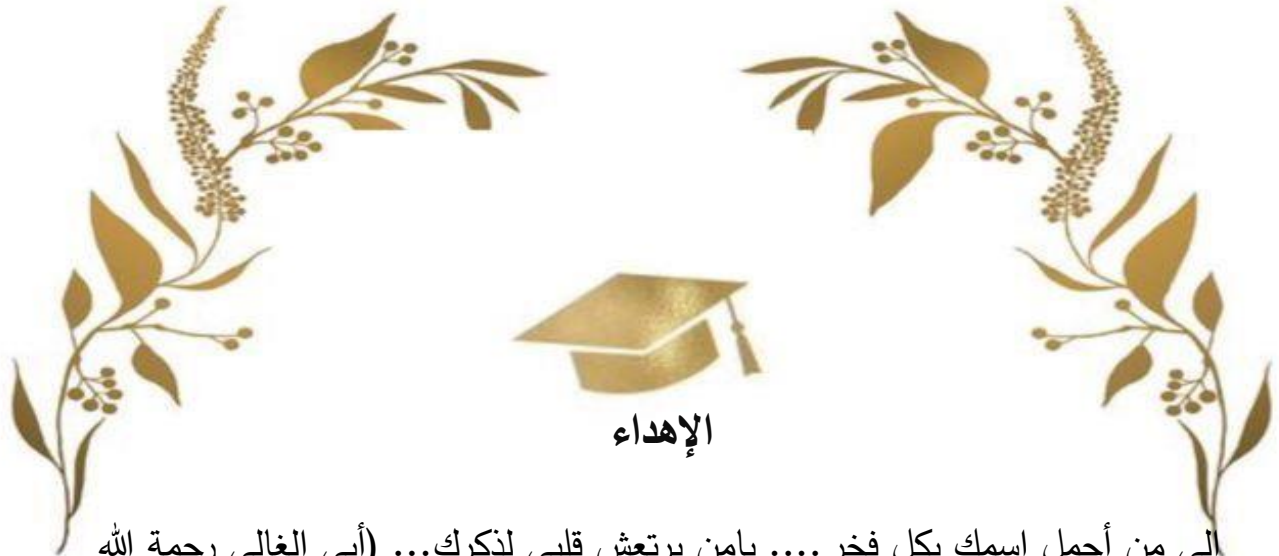 الإهداء
إلى من أحمل اسمك بكل فخر .... يامن يرتعش قلبي لذكرك... (أبي الغالي رحمة الله